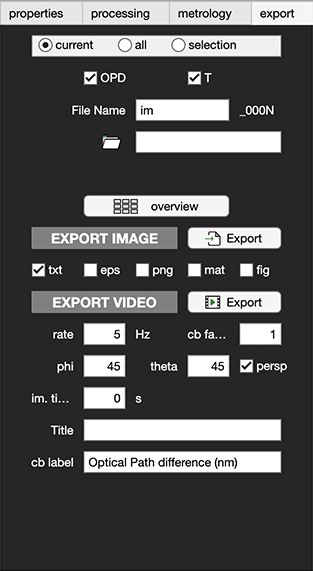 properties processing metrology export
current all selection
OPD T
File Name im _000N
overview
EXPORT IMAGE Export
txt eps png mat fig
EXPORT VIDEO Export
rate 5 Hz cb fa... 1
phi 45 theta 45 persp
im. ti... 0 s
Title
cb label Optical Path difference (nm)